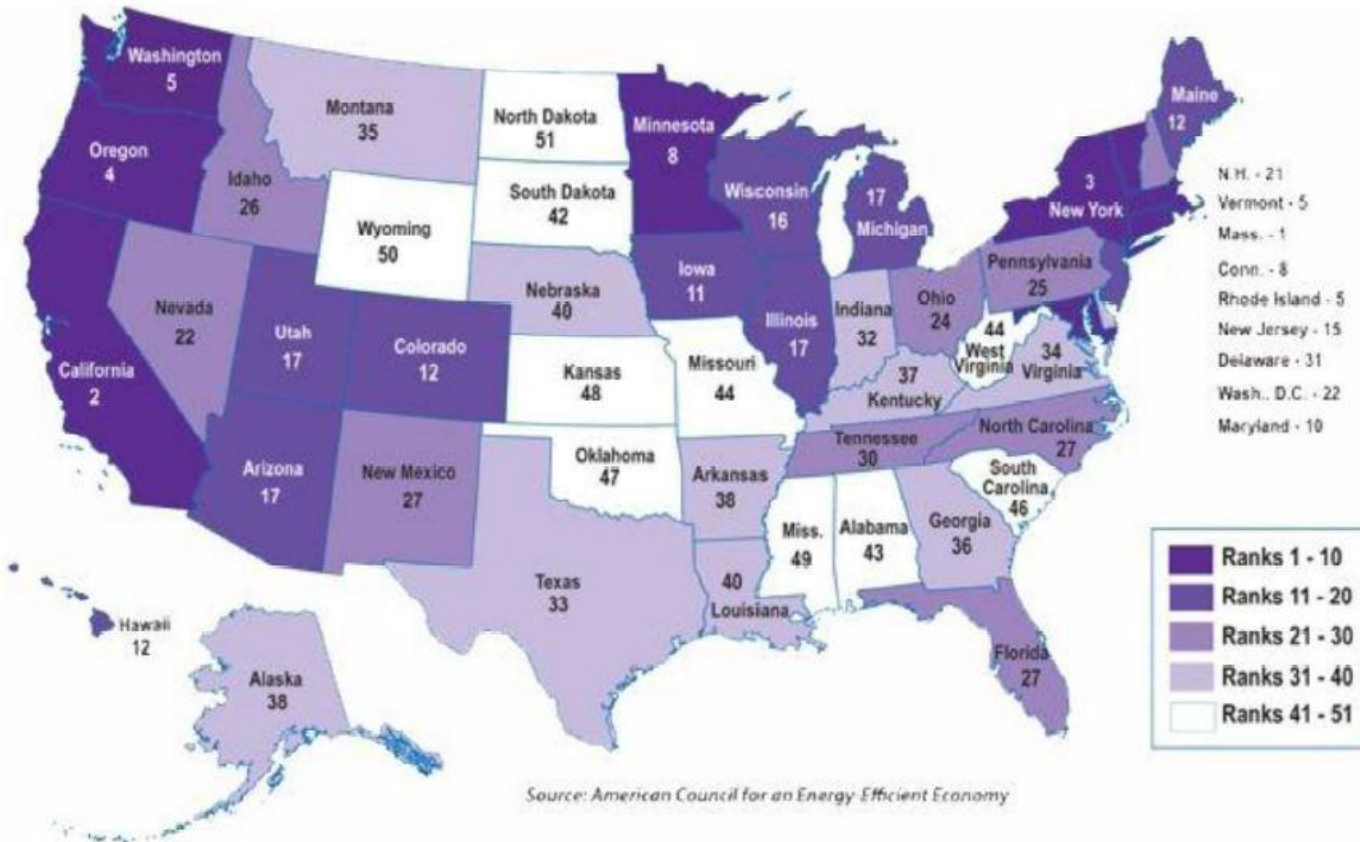 Washington
5
Montana
35
North Dakota
51
Minnesota
8
Maine
12
Oregon
4
Idaho
26
South Dakota
42
Wisconsin
16
17
Michigan
3
New York
N.H. - 21
Vermont - 5
Mass. - 1
Conn. - 8
Rhode Island - 5
New Jersey - 15
Delaware - 31
Wash., D.C. - 22
Maryland - 10
Wyoming
50
Nebraska
40
Iowa
11
Pennsylvania
25
Nevada
22
Utah
17
Colorado
12
Illinois
17
Indiana
32
Ohio
24
44
West
Virginia
34
Virginia
California
2
Kansas
48
Missouri
44
37
Kentucky
Arizona
17
New Mexico
27
Oklahoma
47
Arkansas
38
Tennessee
30
North Carolina
27
South
Carolina
46
Texas
33
40
Louisiana
Miss.
49
Alabama
43
Georgia
36
Florida
27
Hawaii
12
Alaska
38
Ranks 1 - 10
Ranks 11 - 20
Ranks 21 - 30
Ranks 31 - 40
Ranks 41 - 51
Source: American Council for an Energy-Efficient Economy